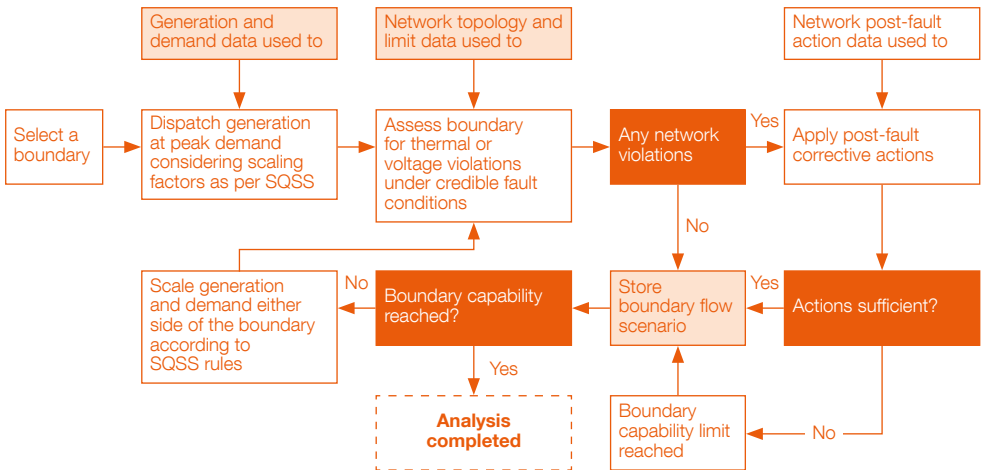 Generation and
demand data used to
Network topology and
limit data used to
Network post-fault
action data used to
Select a
boundary
Dispatch generation
at peak demand
considering scaling
factors as per SQSS
Assess boundary
for thermal or
voltage violations
under credible fault
conditions
Any network
violations
Yes
Apply post-fault
corrective actions
No
Scale generation
and demand either
side of the boundary
according to
SQSS rules
No
Boundary capability
reached?
Store
boundary flow
scenario
Yes
Actions sufficient?
Yes
Analysis
completed
Boundary
capability limit
reached
No